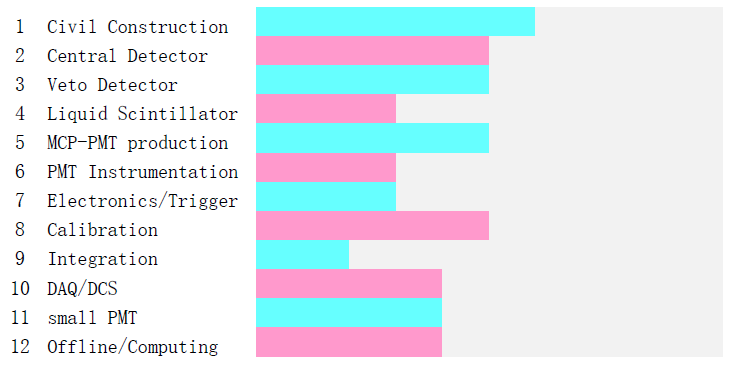 1 Civil Construction
2 Central Detector
3 Veto Detector
4 Liquid Scintillator
5 MCP-PMT production
6 PMT Instrumentation
7 Electronics/Trigger
8 Calibration
9 Integration
10 DAQ/DCS
11 small PMT
12 Offline/Computing